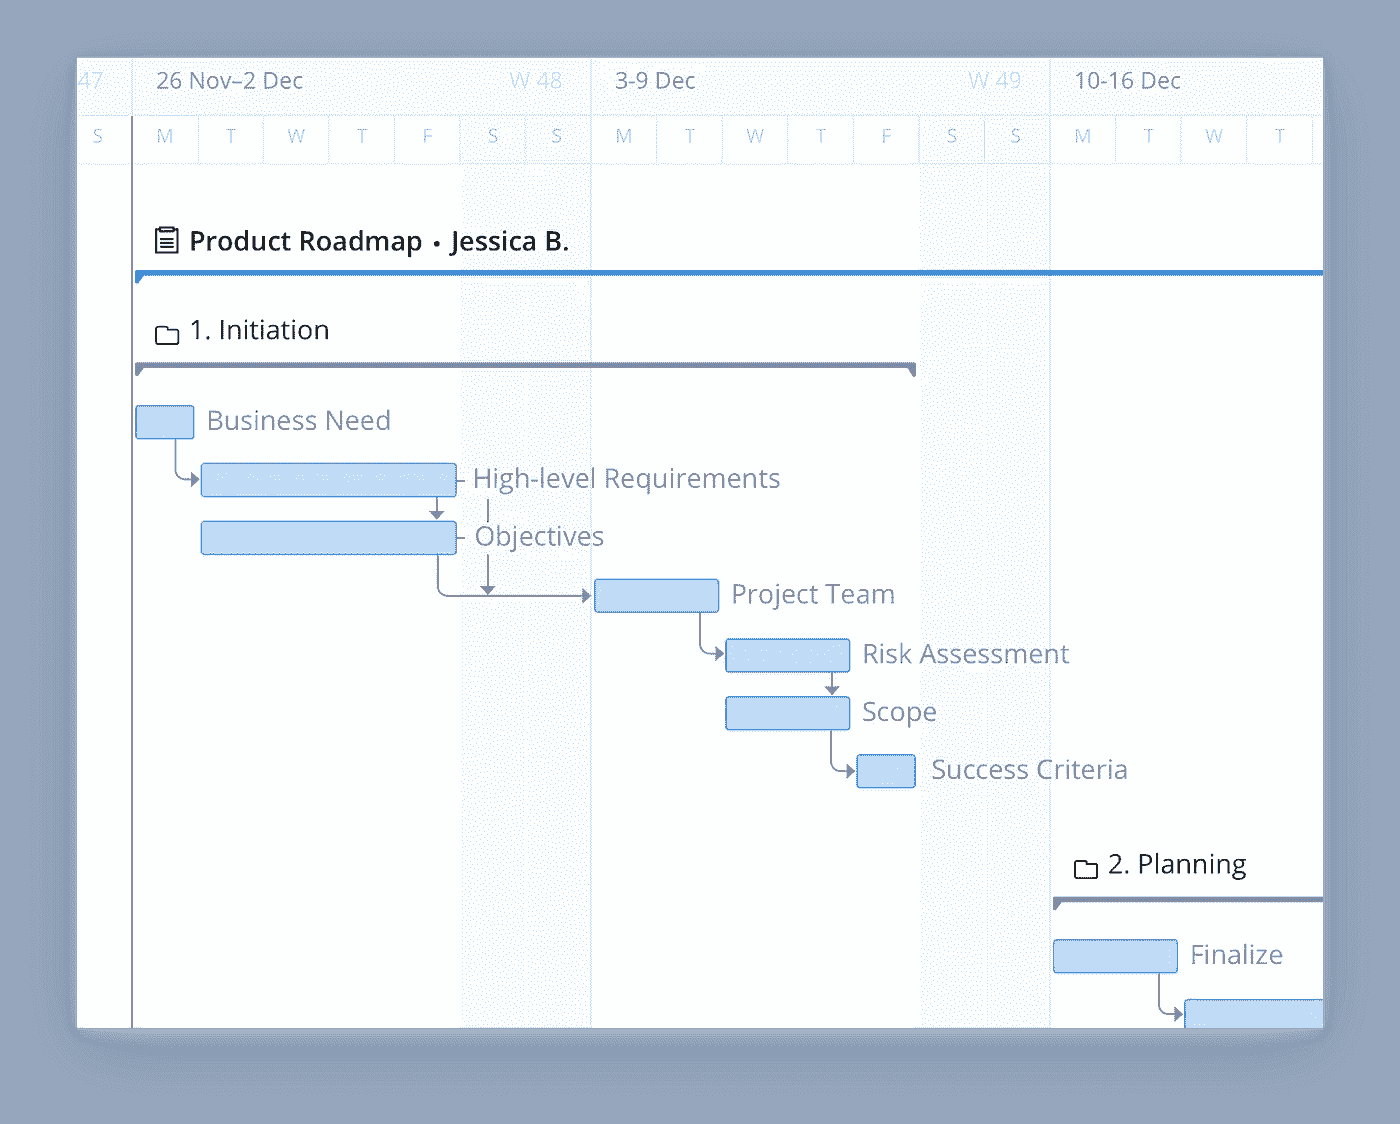 47 26 Nov–2 Dec W 48 3-9 Dec W 49 10-16 Dec
S M T W T F S S M T W T F S S M T W T
Product Roadmap • Jessica B.
1. Initiation
Business Need
High-level Requirements
Objectives
Project Team
Risk Assessment
Scope
Success Criteria
2. Planning
Finalize